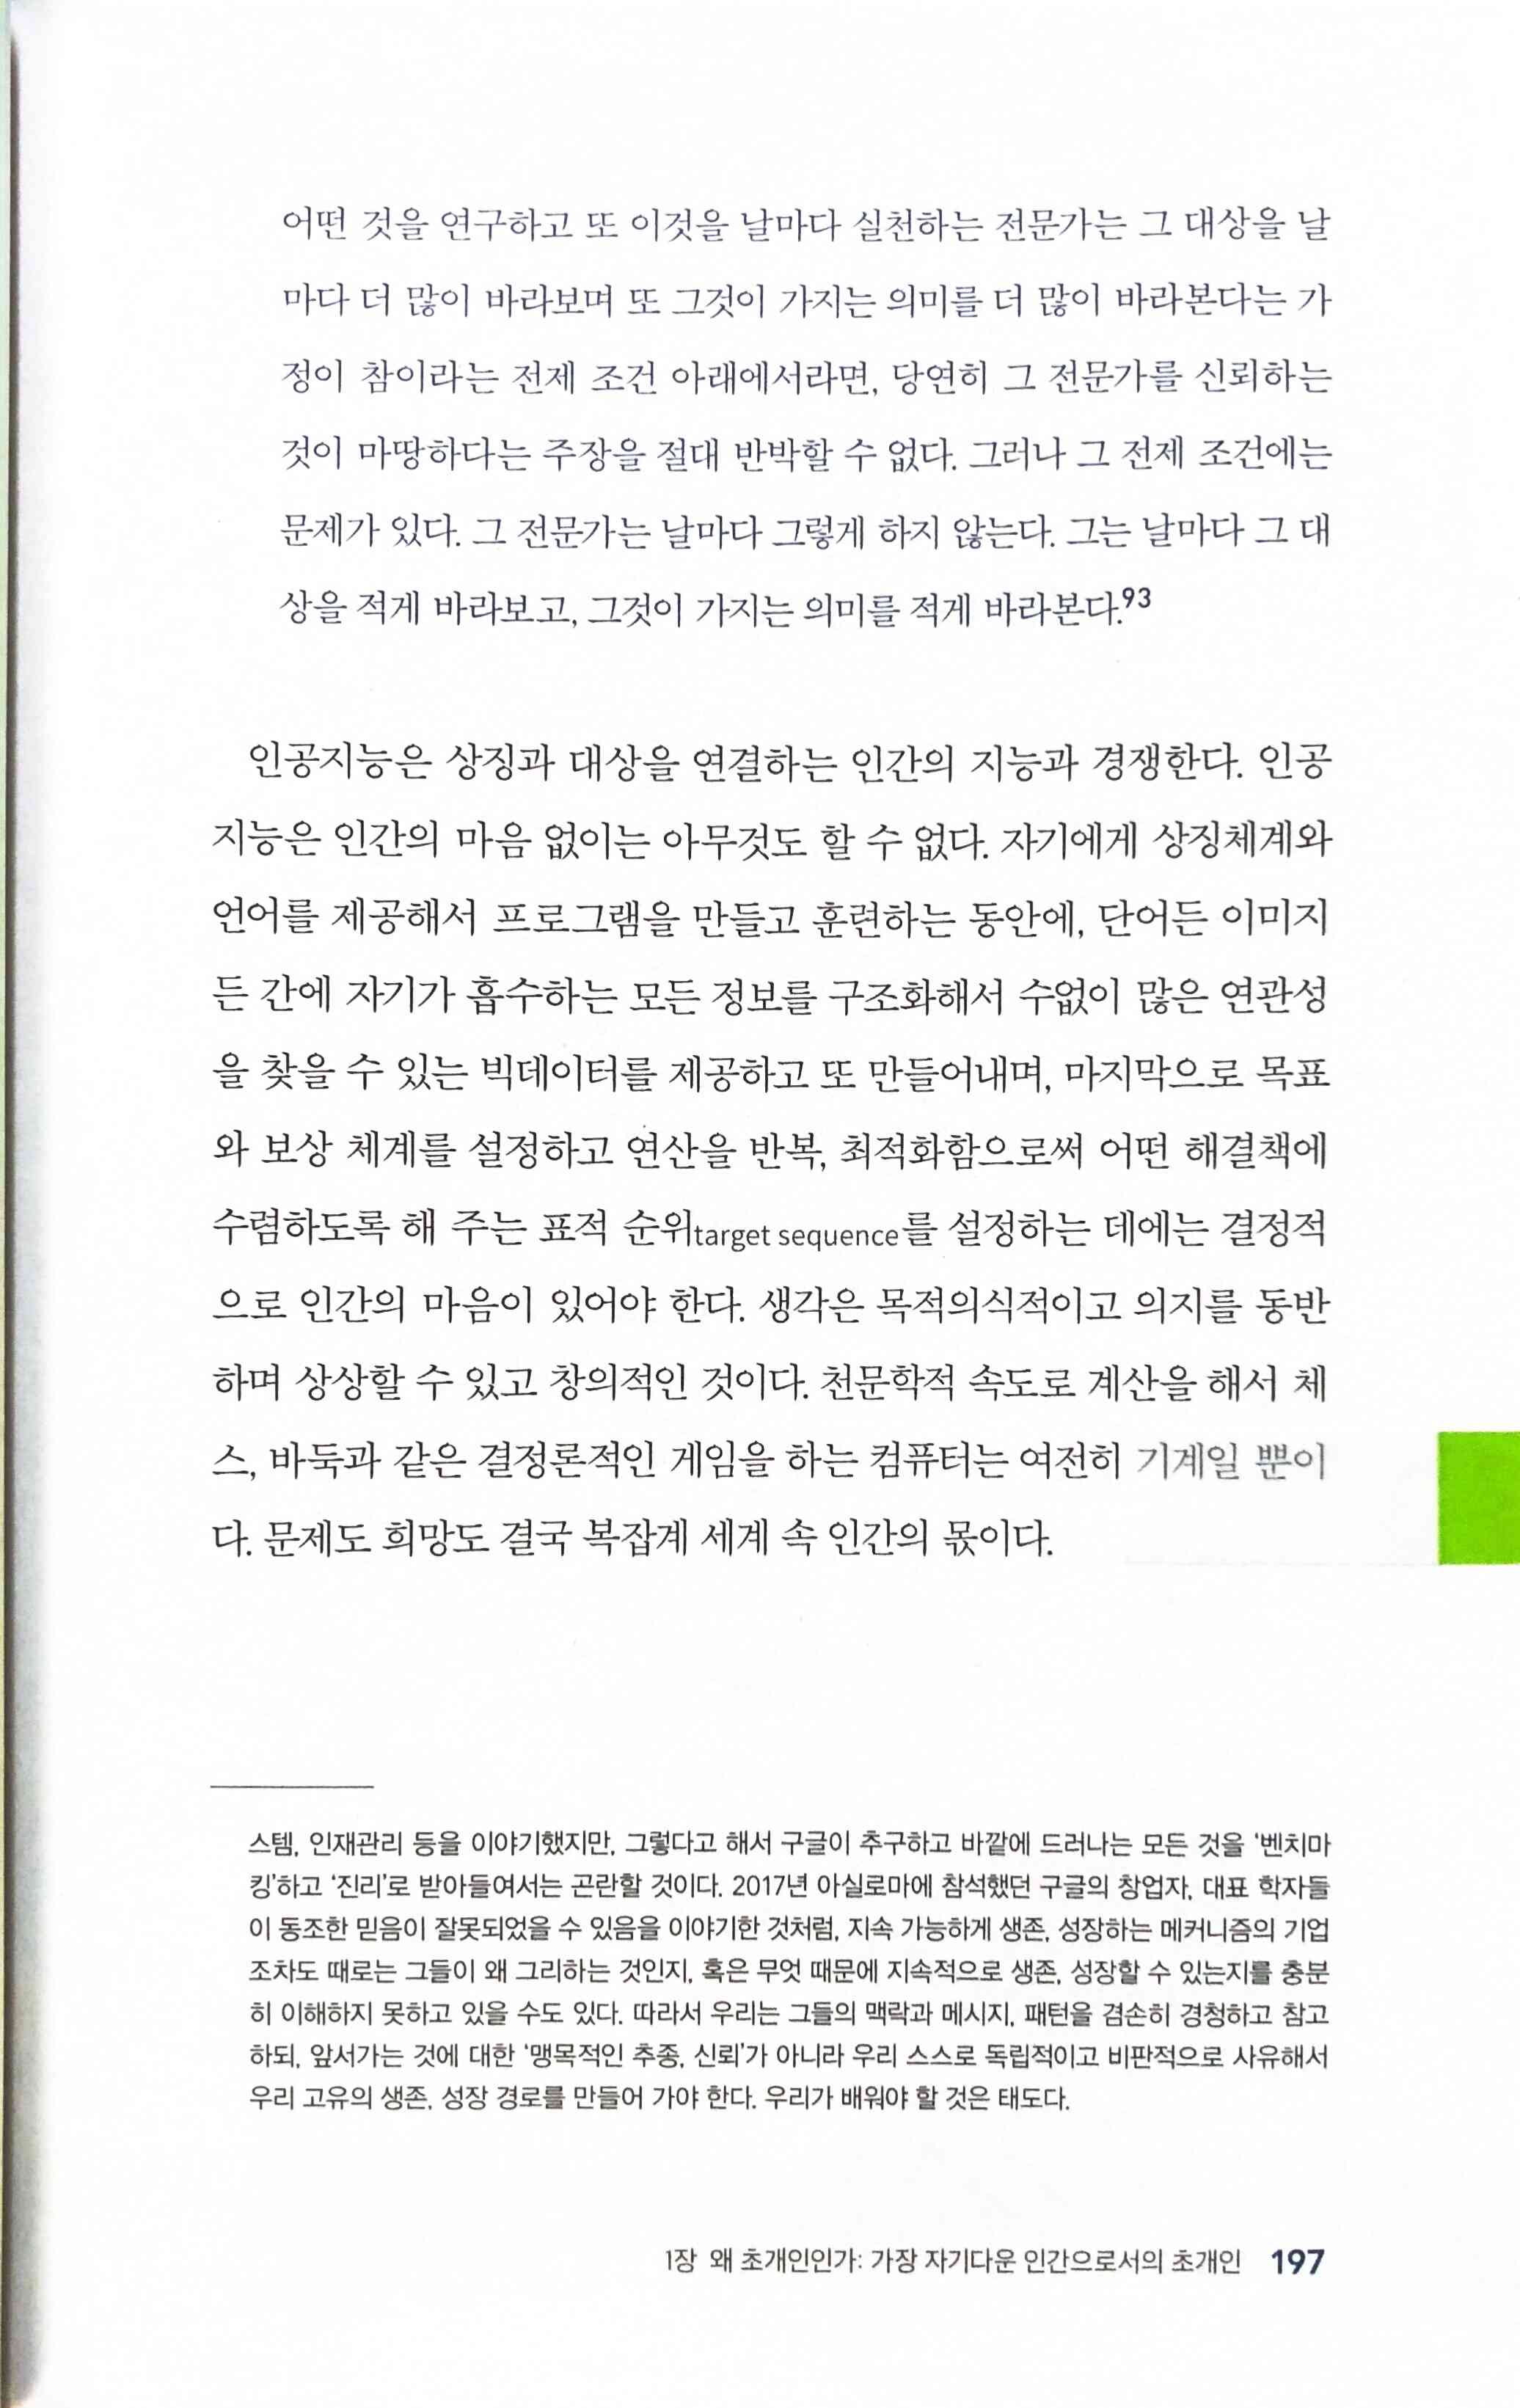 어떤 것을 연구하고 또 이것을 날마다 실천하는 전문가는 그 대상을 날
마다 더 많이 바라보며 또 그것이 가지는 의미를 더 많이 바라본다는 가
정이 참이라는 전제 조건 아래에서라면, 당연히 그 전문가를 신뢰하는
것이 마땅하다는 주장을 절대 반박할 수 없다. 그러나 그 전제 조건에는
문제가 있다. 그 전문가는 날마다 그렇게 하지 않는다. 그는 날마다 그 대
상을 적게 바라보고, 그것이 가지는 의미를 적게 바라본다.93
인공지능은 상징과 대상을 연결하는 인간의 지능과 경쟁한다. 인공
지능은 인간의 마음 없이는 아무것도 할 수 없다. 자기에게 상징체계와
언어를 제공해서 프로그램을 만들고 훈련하는 동안에, 단어든 이미지
든 간에 자기가 흡수하는 모든 정보를 구조화해서 수없이 많은 연관성
을 찾을 수 있는 빅데이터를 제공하고 또 만들어내며, 마지막으로 목표
와 보상 체계를 설정하고 연산을 반복, 최적화함으로써 어떤 해결책에
수렴하도록 해 주는 표적 순위target sequence를 설정하는 데에는 결정적
으로 인간의 마음이 있어야 한다. 생각은 목적의식적이고 의지를 동반
하며 상상할 수 있고 창의적인 것이다. 천문학적 속도로 계산을 해서 체
스, 바둑과 같은 결정론적인 게임을 하는 컴퓨터는 여전히 기계일 뿐이
다. 문제도 희망도 결국 복잡계 세계 속 인간의 몫이다.
스템, 인재관리 등을 이야기했지만, 그렇다고 해서 구글이 추구하고 바깥에 드러나는 모든 것을 ‘벤치마
킹’하고 ‘진리’로 받아들여서는 곤란할 것이다. 2017년 아실로마에 참석했던 구글의 창업자, 대표 학자들
이 동조한 믿음이 잘못되었을 수 있음을 이야기한 것처럼, 지속 가능하게 생존, 성장하는 메커니즘의 기업
조차도 때로는 그들이 왜 그리하는 것인지, 혹은 무엇 때문에 지속적으로 생존, 성장할 수 있는지를 충분
히 이해하지 못하고 있을 수도 있다. 따라서 우리는 그들의 맥락과 메시지, 패턴을 겸손히 경청하고 참고
하되, 앞서가는 것에 대한 ‘맹목적인 추종, 신뢰’가 아니라 우리 스스로 독립적이고 비판적으로 사유해서
우리 고유의 생존, 성장 경로를 만들어 가야 한다. 우리가 배워야 할 것은 태도다.
1장 왜 초개인인가: 가장 자기다운 인간으로서의 초개인 197